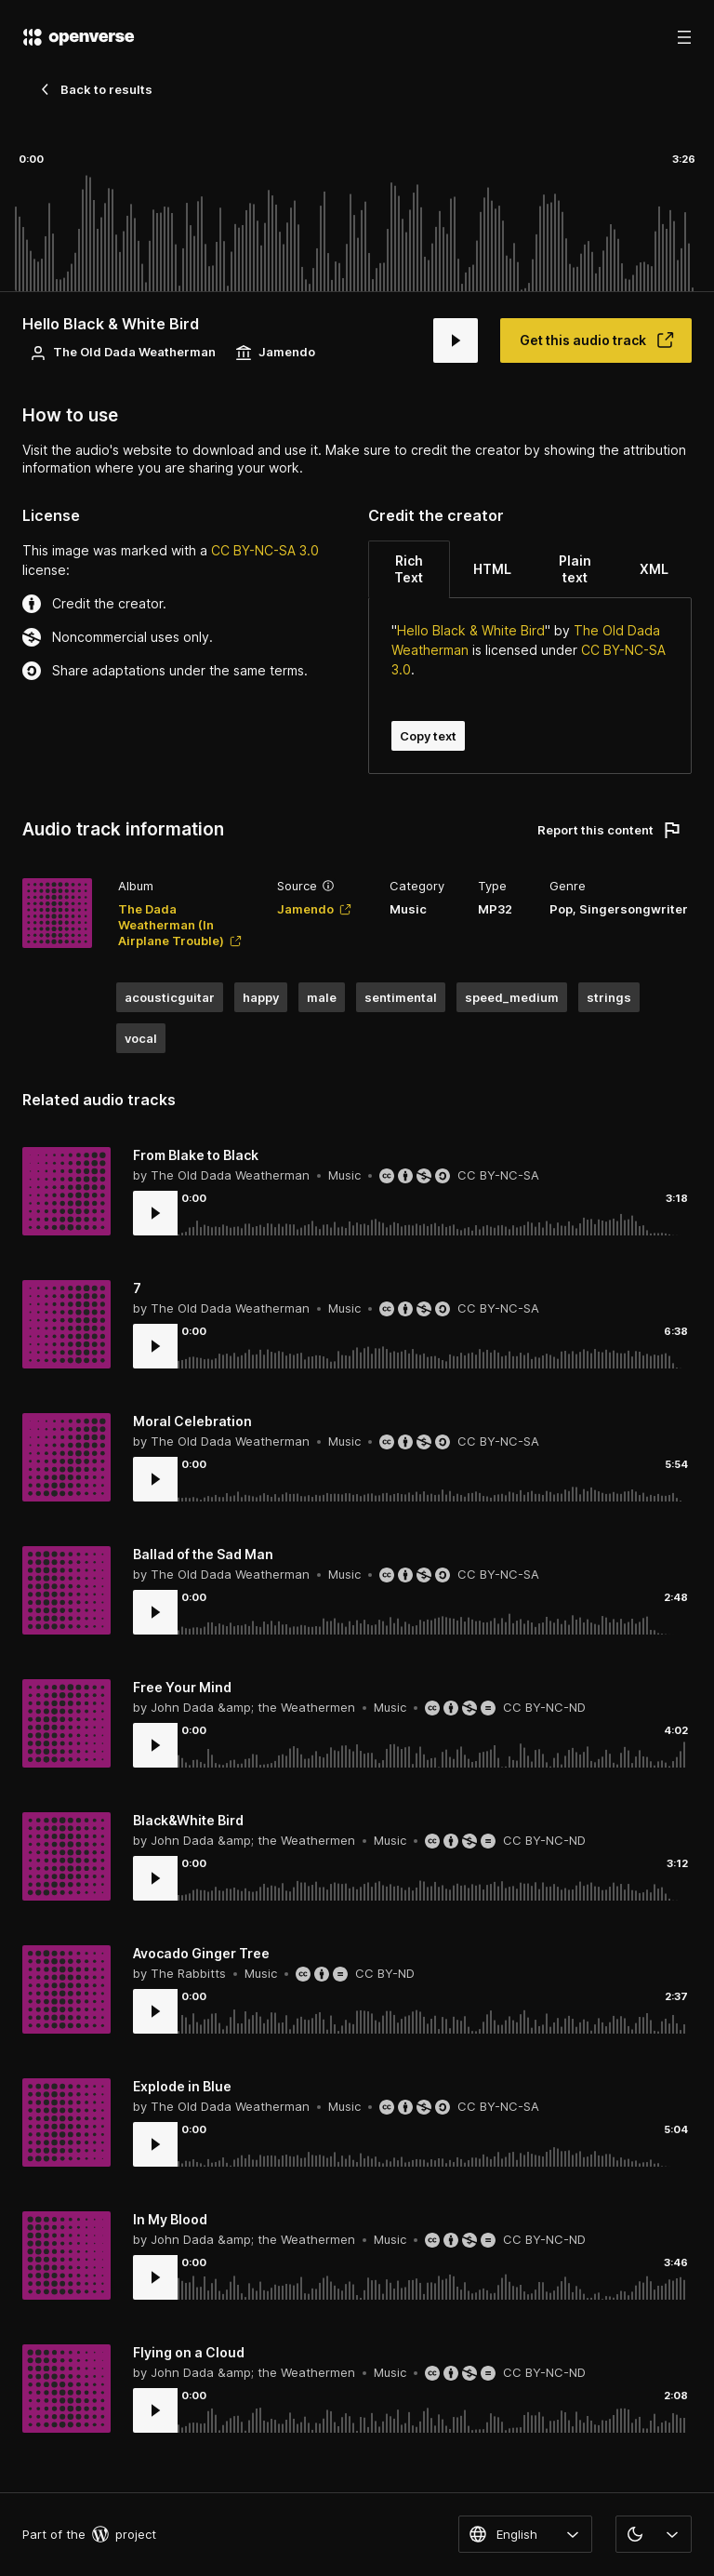 openverse
Back to results
0:00
3:26
Hello Black & White Bird
The Old Dada Weatherman
Jamendo
Get this audio track
How to use
Visit the audio's website to download and use it. Make sure to credit the creator by showing the attribution
information where you are sharing your work.
License
This image was marked with a CC BY-NC-SA 3.0
license:
Credit the creator.
Noncommercial uses only.
Share adaptations under the same terms.
Credit the creator
Rich
Text
HTML
Plain
text
XML
"Hello Black & White Bird" by The Old Dada
Weatherman is licensed under CC BY-NC-SA
3.0.
Copy text
Audio track information
Report this content
Album
The Dada
Weatherman (In
Airplane Trouble)
Source
Jamendo
Category
Music
Type
MP32
Genre
Pop, Singersongwriter
acousticguitar
happy
male
sentimental
speed_medium
strings
vocal
Related audio tracks
From Blake to Black
by The Old Dada Weatherman • Music • CC BY-NC-SA
0:00
3:18
7
by The Old Dada Weatherman • Music • CC BY-NC-SA
0:00
6:38
Moral Celebration
by The Old Dada Weatherman • Music • CC BY-NC-SA
0:00
5:54
Ballad of the Sad Man
by The Old Dada Weatherman • Music • CC BY-NC-SA
0:00
2:48
Free Your Mind
by John Dada &amp; the Weathermen • Music • CC BY-NC-ND
0:00
4:02
Black&White Bird
by John Dada &amp; the Weathermen • Music • CC BY-NC-ND
0:00
3:12
Avocado Ginger Tree
by The Rabbitts • Music • CC BY-ND
0:00
2:37
Explode in Blue
by The Old Dada Weatherman • Music • CC BY-NC-SA
0:00
5:04
In My Blood
by John Dada &amp; the Weathermen • Music • CC BY-NC-ND
0:00
3:46
Flying on a Cloud
by John Dada &amp; the Weathermen • Music • CC BY-NC-ND
0:00
2:08
Part of the project
English